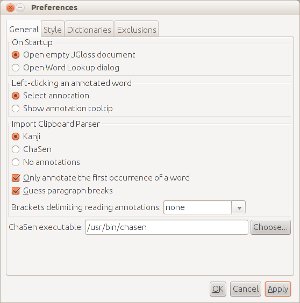 Preferences
General Style Dictionaries Exclusions
On Startup
Open empty JGloss document
Open Word Lookup dialog
Left-clicking an annotated word
Select annotation
Show annotation tooltip
Import Clipboard Parser
Kanji
ChaSen
No annotations
Only annotate the first occurrence of a word
Guess paragraph breaks
Brackets delimiting reading annotations: none
ChaSen executable: /usr/bin/chasen Choose...
OK Cancel Apply